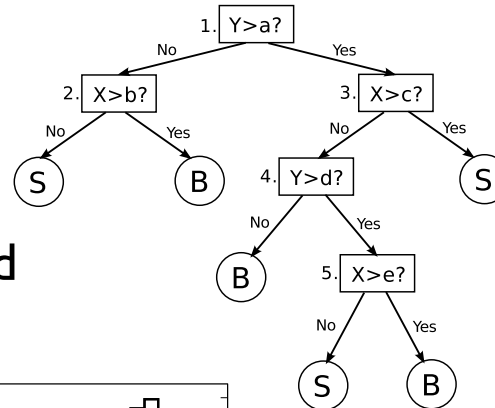 1. Y>a?
No Yes
2. X>b? 3. X>c?
No Yes No Yes
S B 4. Y>d? S
No Yes
d
B 5. X>e?
No Yes
S B